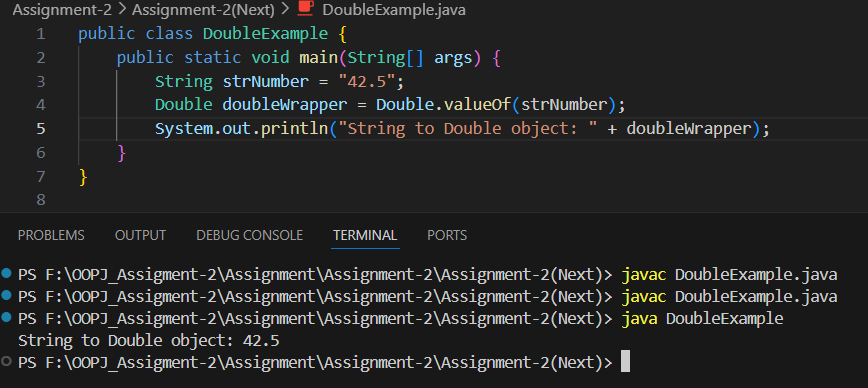 Assignment-2 > Assignment-2(Next) > DoubleExample.java
1 public class DoubleExample {
2 public static void main(String[] args) {
3 String strNumber = "42.5";
4 Double doubleWrapper = Double.valueOf(strNumber);
5 System.out.println("String to Double object: " + doubleWrapper);
6 }
7 }
8
PROBLEMS OUTPUT DEBUG CONSOLE TERMINAL PORTS
PS F:\OOPJ_Assigment-2\Assignment\Assignment-2\Assignment-2(Next)> javac DoubleExample.java
PS F:\OOPJ_Assigment-2\Assignment\Assignment-2\Assignment-2(Next)> javac DoubleExample.java
PS F:\OOPJ_Assigment-2\Assignment\Assignment-2\Assignment-2(Next)> java DoubleExample
String to Double object: 42.5
PS F:\OOPJ_Assigment-2\Assignment\Assignment-2\Assignment-2(Next)>